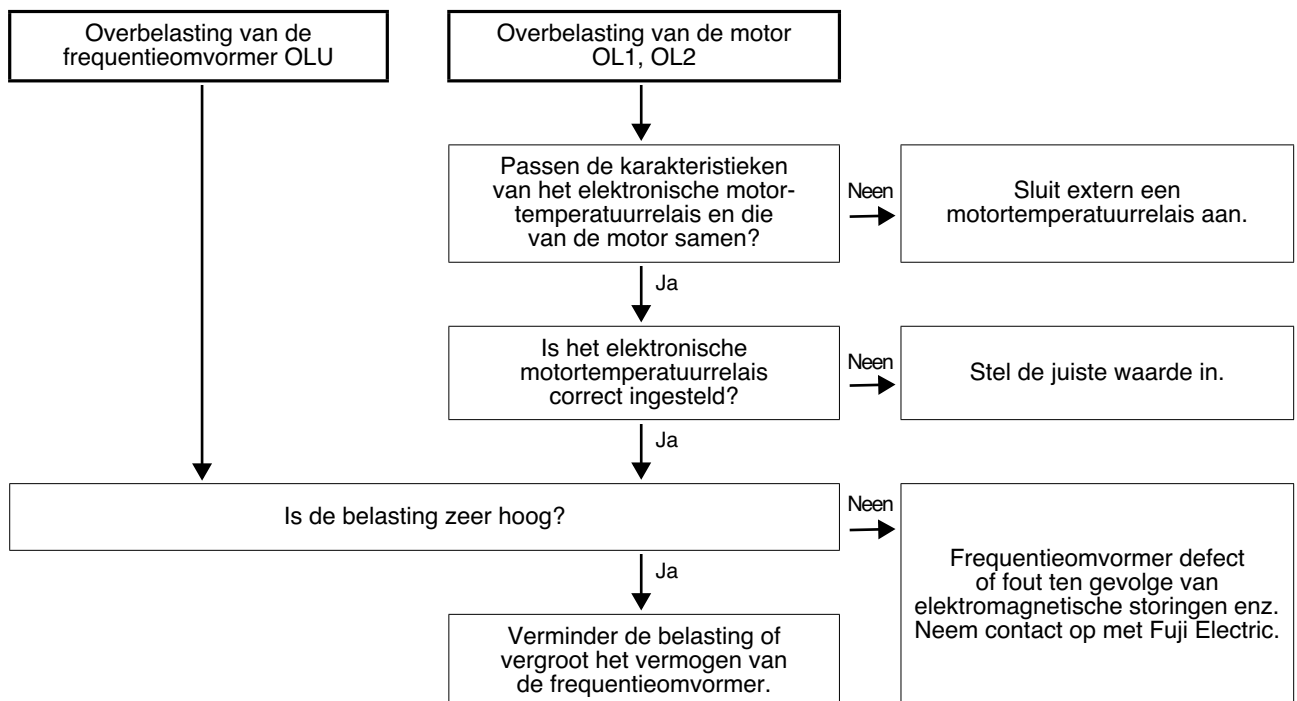 Overbelasting van de
frequentieomvormer OLU
Overbelasting van de motor
OL1, OL2
Passen de karakteristieken
van het elektronische motor-
temperatuurrelais en die
van de motor samen?
Neen
Sluit extern een
motortemperatuurrelais aan.
Ja
Is het elektronische
motortemperatuurrelais
correct ingesteld?
Neen
Stel de juiste waarde in.
Ja
Is de belasting zeer hoog?
Neen
Frequentieomvormer defect
of fout ten gevolge van
elektromagnetische storingen enz.
Neem contact op met Fuji Electric.
Ja
Verminder de belasting of
vergroot het vermogen van
de frequentieomvormer.